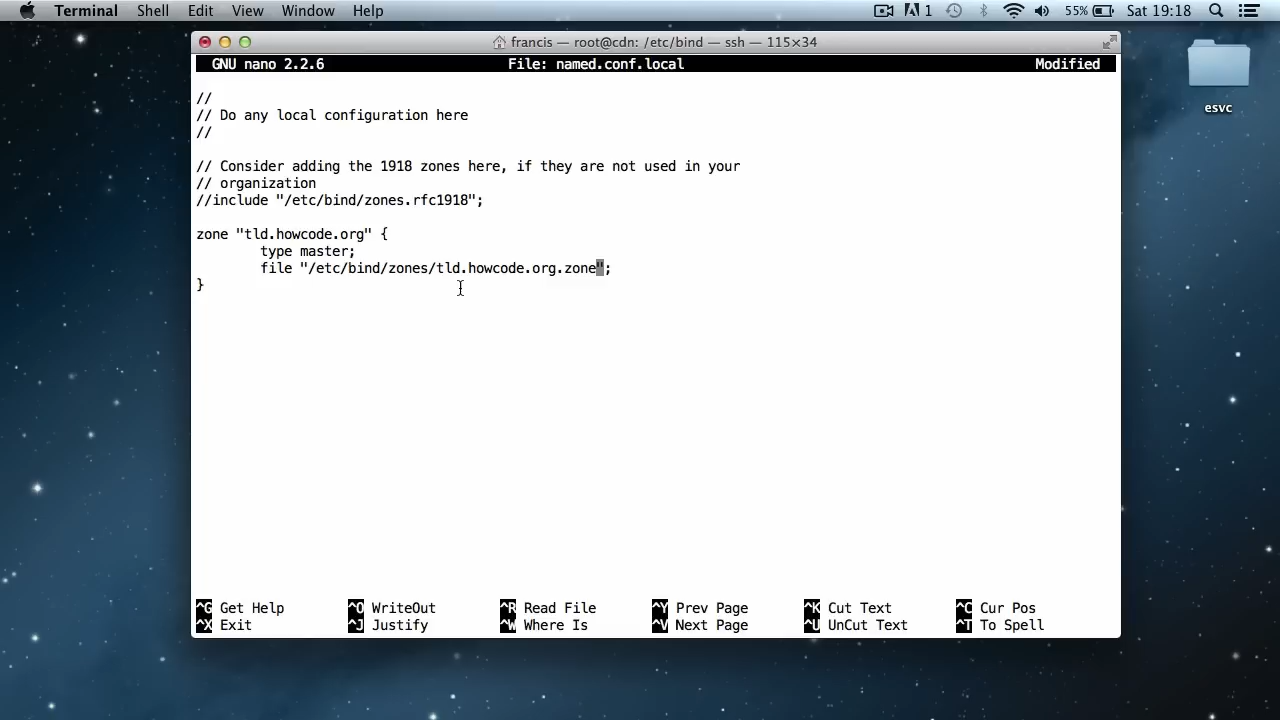 Terminal Shell Edit View Window Help 1 55% Sat 19:18
francis — root@cdn: /etc/bind — ssh — 115×34
GNU nano 2.2.6 File: named.conf.local Modified
esvc
//
// Do any local configuration here
//
// Consider adding the 1918 zones here, if they are not used in your
// organization
//include "/etc/bind/zones.rfc1918";
zone "tld.howcode.org" {
type master;
file "/etc/bind/zones/tld.howcode.org.zone";
}
^G Get Help ^O WriteOut ^R Read File ^Y Prev Page ^K Cut Text ^C Cur Pos
^X Exit ^J Justify ^W Where Is ^V Next Page ^U UnCut Text ^T To Spell